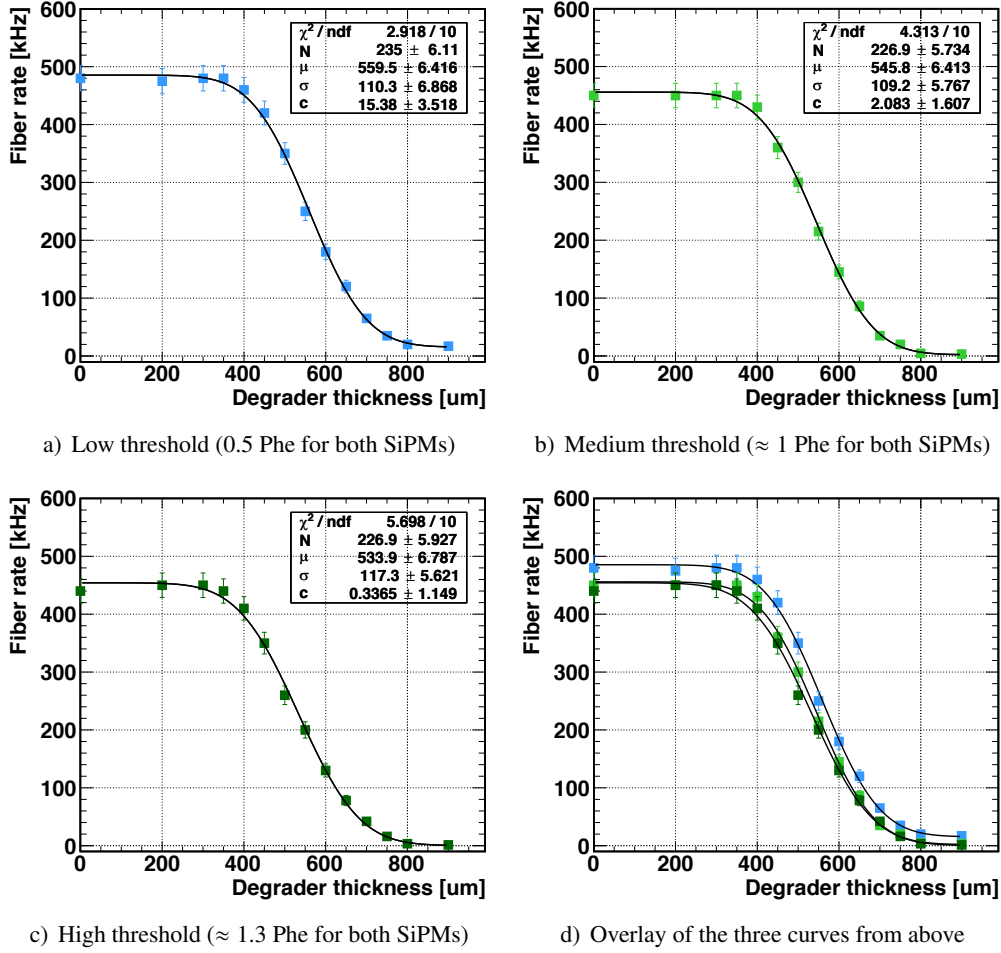 Fiber rate [kHz]
600
500
400
300
200
100
0
χ² / ndf 2.918 / 10
N 235 ± 6.11
μ 559.5 ± 6.416
σ 110.3 ± 6.868
c 15.38 ± 3.518
0 200 400 600 800
Degrader thickness [um]
a) Low threshold (0.5 Phe for both SiPMs)
Fiber rate [kHz]
600
500
400
300
200
100
0
χ² / ndf 4.313 / 10
N 226.9 ± 5.734
μ 545.8 ± 6.413
σ 109.2 ± 5.767
c 2.083 ± 1.607
0 200 400 600 800
Degrader thickness [um]
b) Medium threshold (≈ 1 Phe for both SiPMs)
Fiber rate [kHz]
600
500
400
300
200
100
0
χ² / ndf 5.698 / 10
N 226.9 ± 5.927
μ 533.9 ± 6.787
σ 117.3 ± 5.621
c 0.3365 ± 1.149
0 200 400 600 800
Degrader thickness [um]
c) High threshold (≈ 1.3 Phe for both SiPMs)
Fiber rate [kHz]
600
500
400
300
200
100
0
0 200 400 600 800
Degrader thickness [um]
d) Overlay of the three curves from above